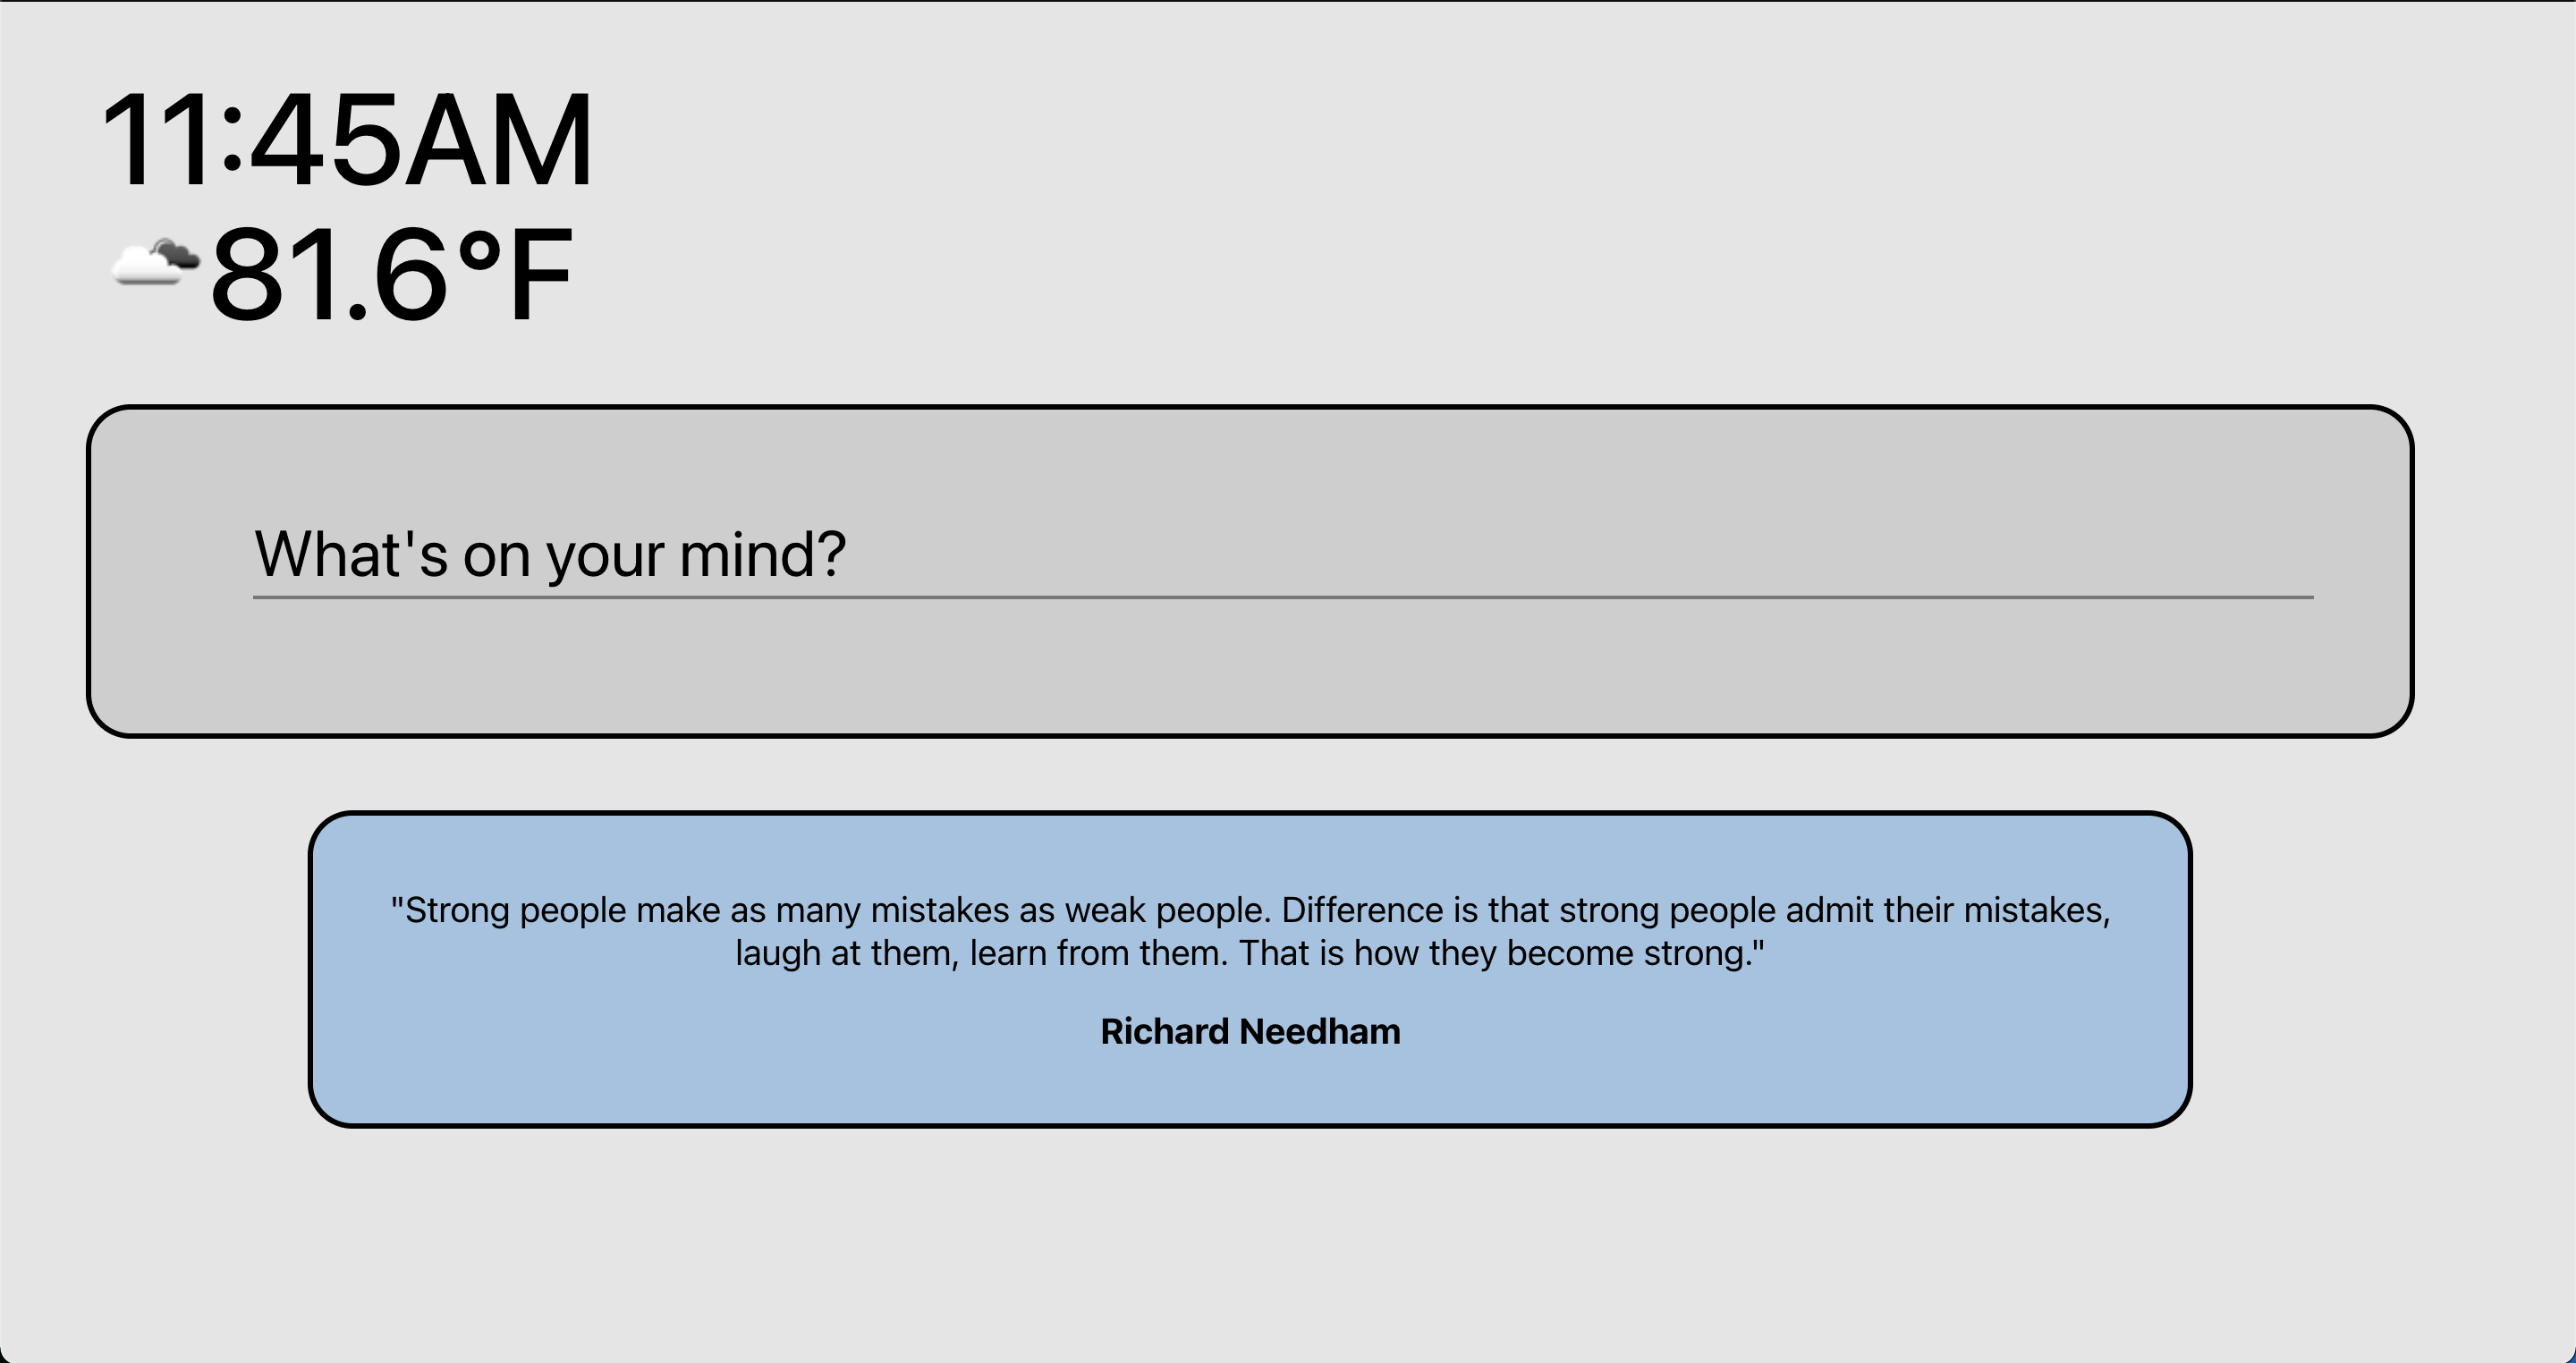 11:45AM
81.6°F
What's on your mind?
"Strong people make as many mistakes as weak people. Difference is that strong people admit their mistakes,
laugh at them, learn from them. That is how they become strong."
Richard Needham